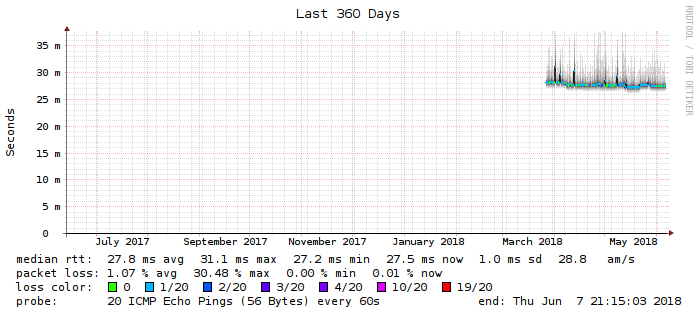 Last 360 Days
RRDTOOL / TOBI OETIKER
Seconds
35 m
30 m
25 m
20 m
15 m
10 m
5 m
0
July 2017 September 2017 November 2017 January 2018 March 2018 May 2018
median rtt: 27.8 ms avg 31.1 ms max 27.2 ms min 27.5 ms now 1.0 ms sd 28.8 am/s
packet loss: 1.07 % avg 30.48 % max 0.00 % min 0.01 % now
loss color: 0 1/20 2/20 3/20 4/20 10/20 19/20
probe: 20 ICMP Echo Pings (56 Bytes) every 60s end: Thu Jun 7 21:15:03 2018